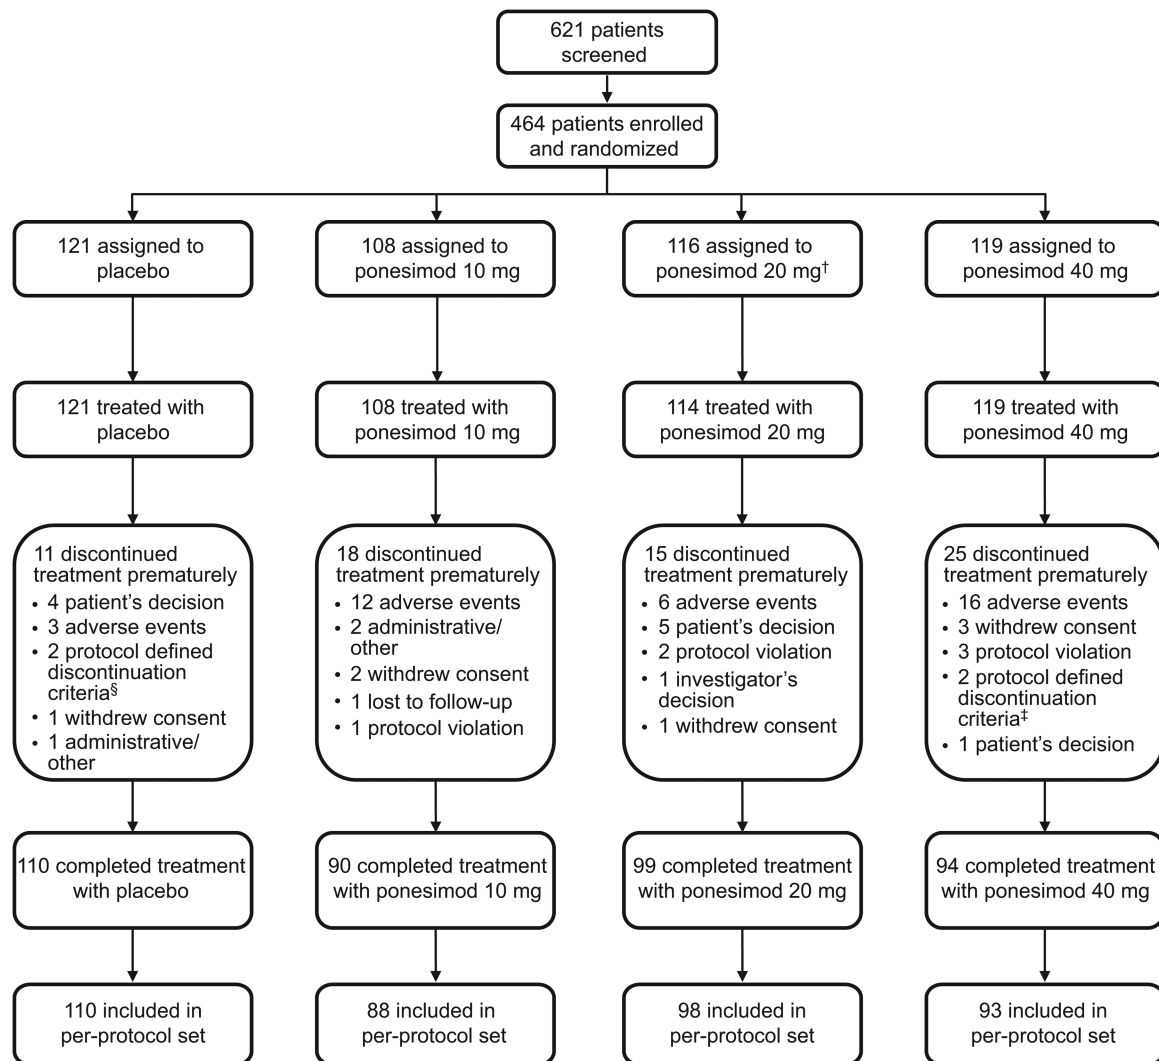 621 patients
screened
464 patients enrolled
and randomized
121 assigned to
placebo
108 assigned to
ponesimod 10 mg
116 assigned to
ponesimod 20 mg†
119 assigned to
ponesimod 40 mg
121 treated with
placebo
108 treated with
ponesimod 10 mg
114 treated with
ponesimod 20 mg
119 treated with
ponesimod 40 mg
11 discontinued
treatment prematurely
• 4 patient's decision
• 3 adverse events
• 2 protocol defined
discontinuation
criteria§
• 1 withdrew consent
• 1 administrative/
other
18 discontinued
treatment prematurely
• 12 adverse events
• 2 administrative/
other
• 2 withdrew consent
• 1 lost to follow-up
• 1 protocol violation
15 discontinued
treatment prematurely
• 6 adverse events
• 5 patient's decision
• 2 protocol violation
• 1 investigator's
decision
• 1 withdrew consent
25 discontinued
treatment prematurely
• 16 adverse events
• 3 withdrew consent
• 3 protocol violation
• 2 protocol defined
discontinuation
criteria‡
• 1 patient's decision
110 completed treatment
with placebo
90 completed treatment
with ponesimod 10 mg
99 completed treatment
with ponesimod 20 mg
94 completed treatment
with ponesimod 40 mg
110 included in
per-protocol set
88 included in
per-protocol set
98 included in
per-protocol set
93 included in
per-protocol set